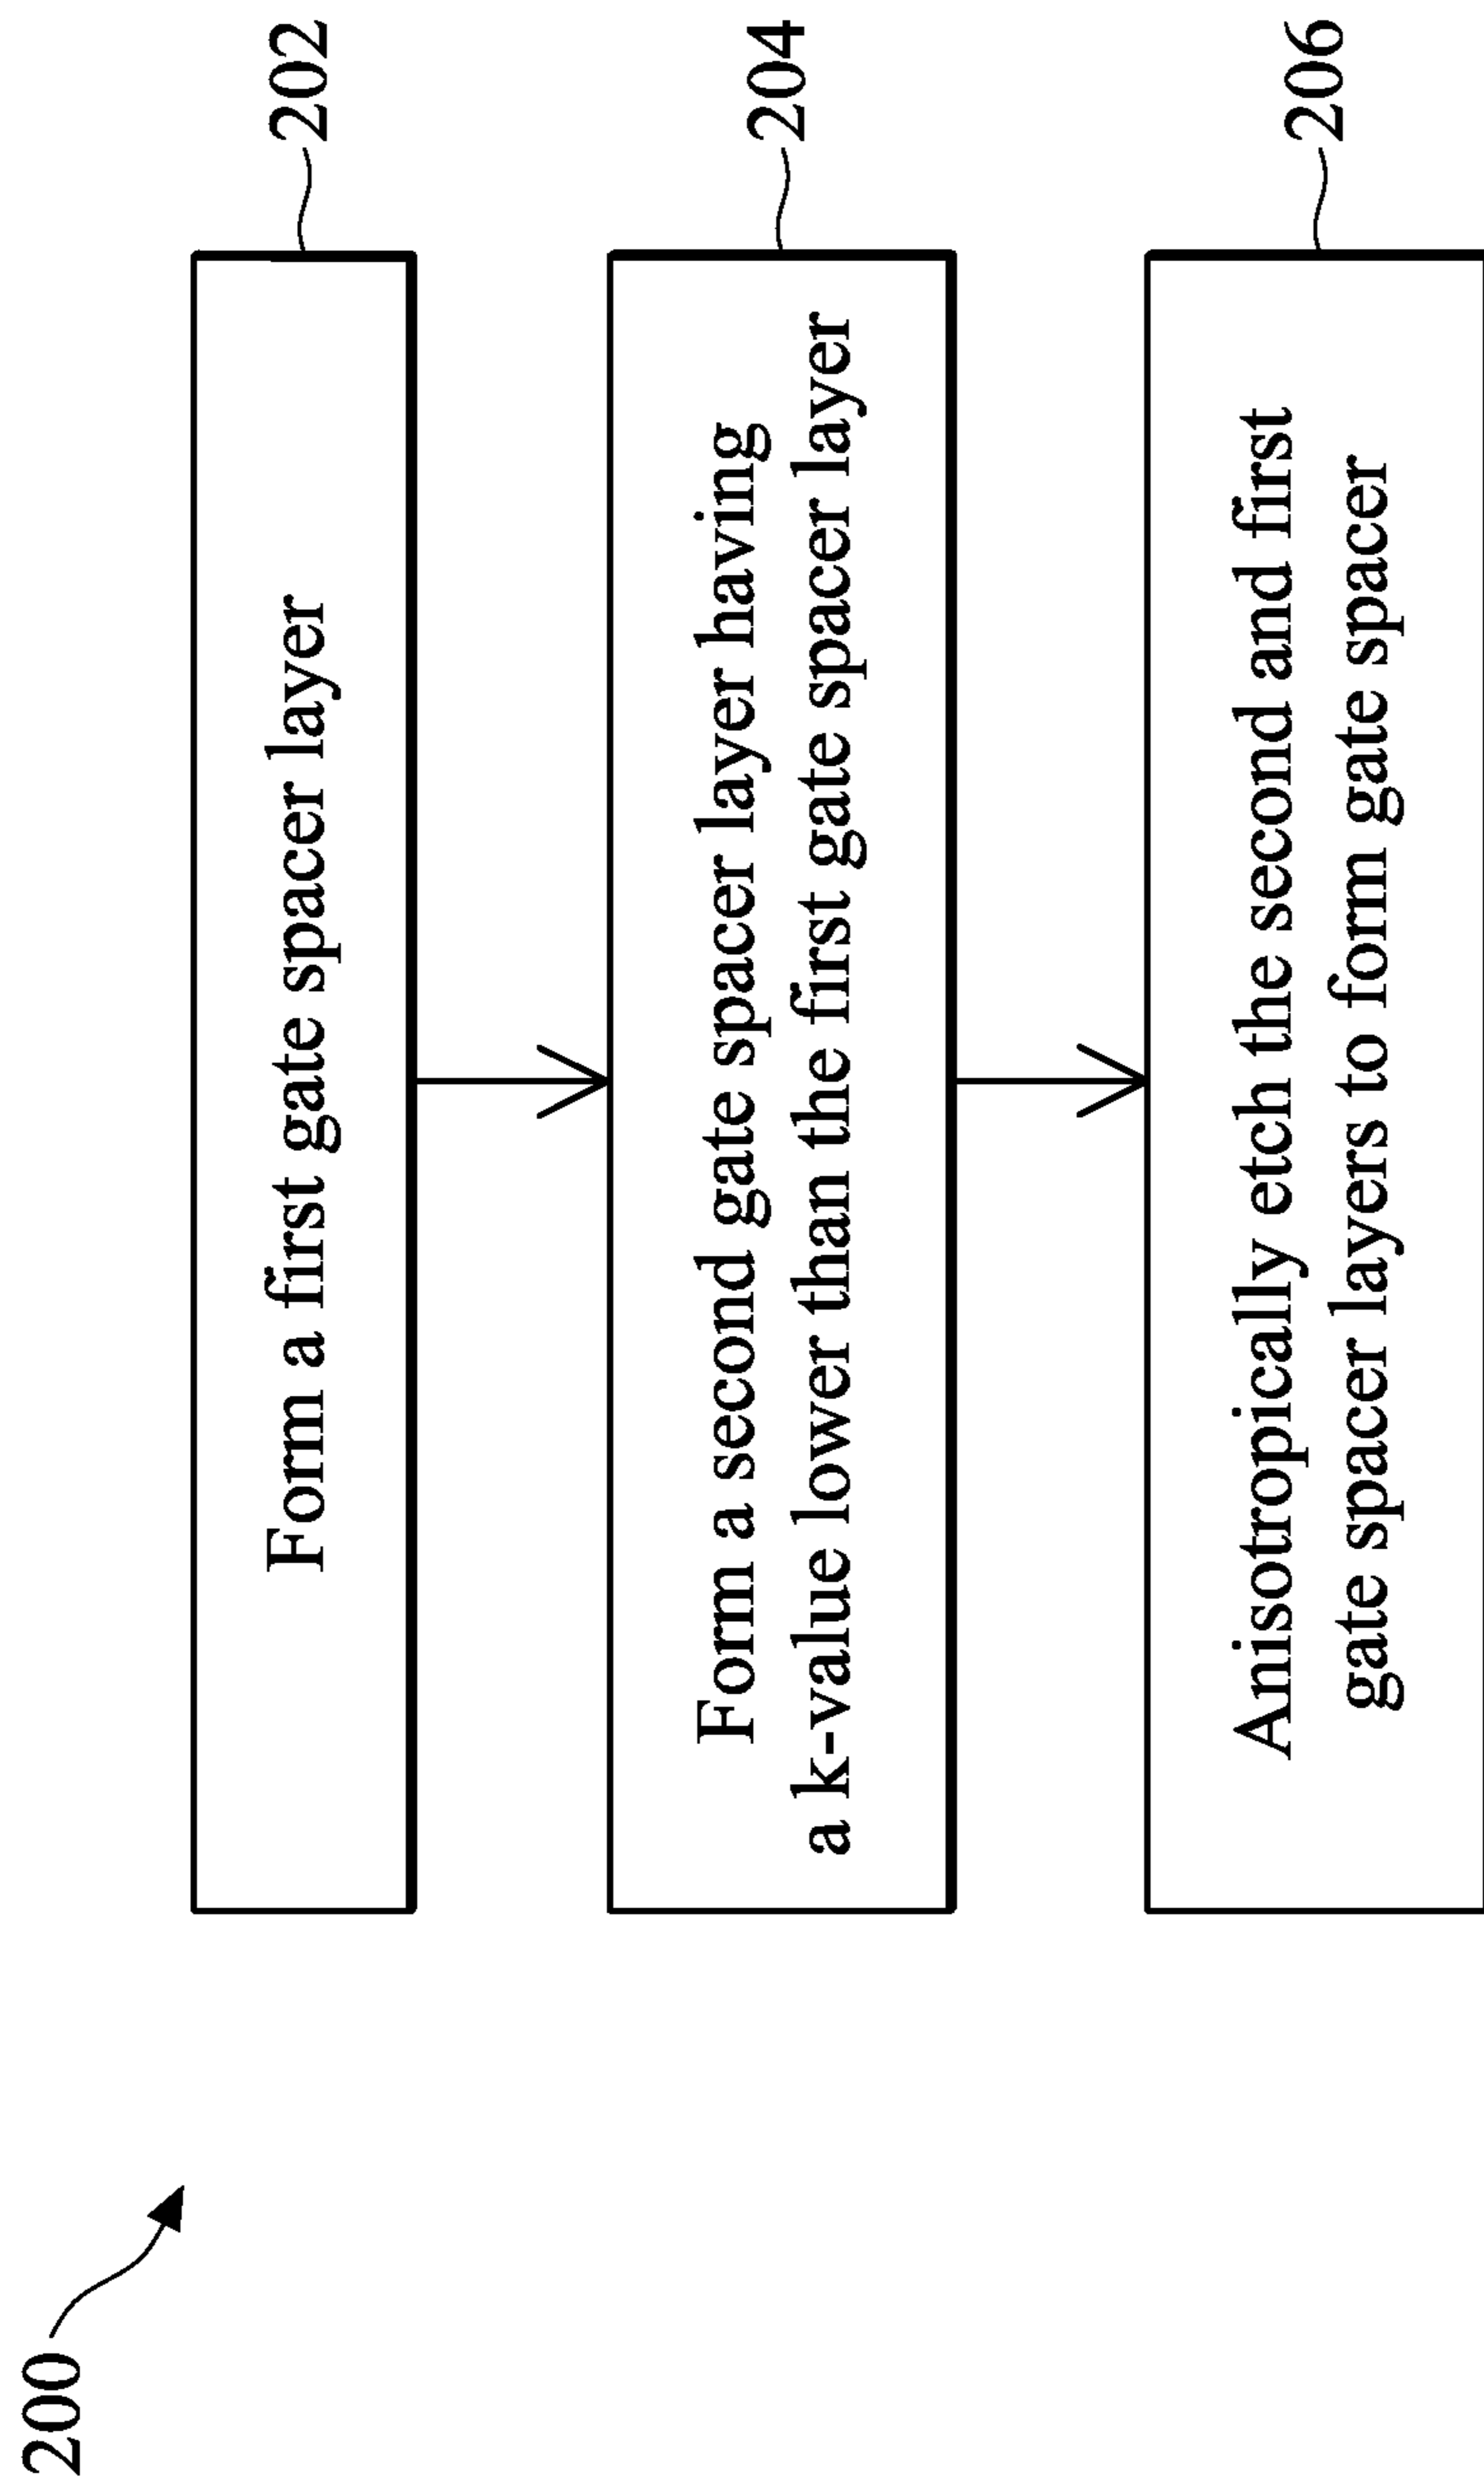 200
Form a first gate spacer layer
202
Form a second gate spacer layer having
a k-value lower than the first gate spacer layer
204
Anisotropically etch the second and first
gate spacer layers to form gate spacer
206